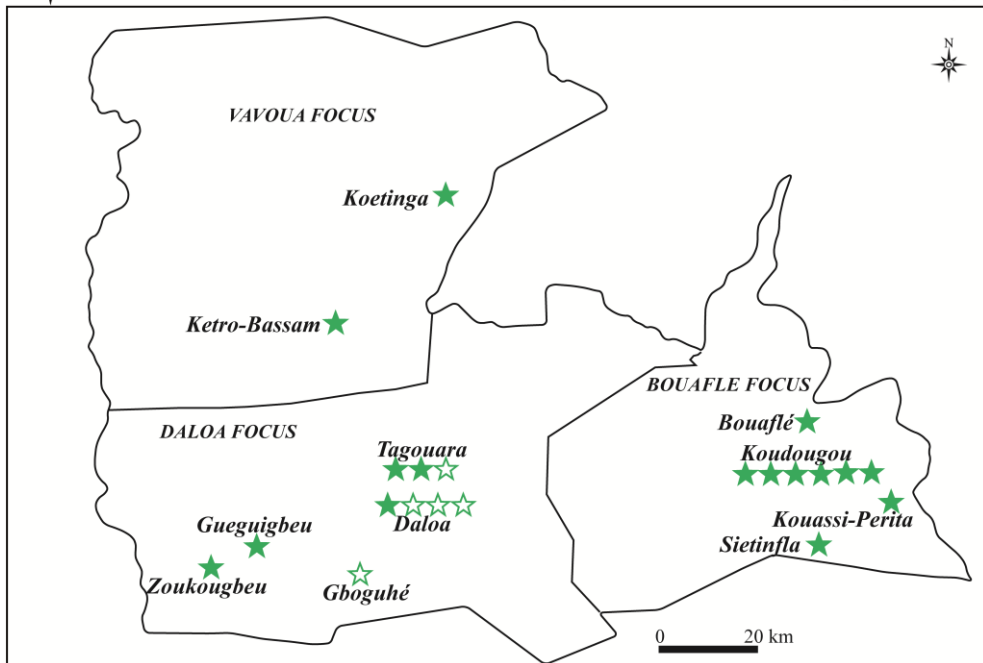 N
VAVOUA FOCUS
Koetinga
Ketro-Bassam
BOUAFLE FOCUS
Bouaflé
DALOA FOCUS
Tagouara
Koudougou
Daloa
Kouassi-Perita
Gueguigbeu
Sietinfla
Zoukougbeu
Gboguhé
0 20 km